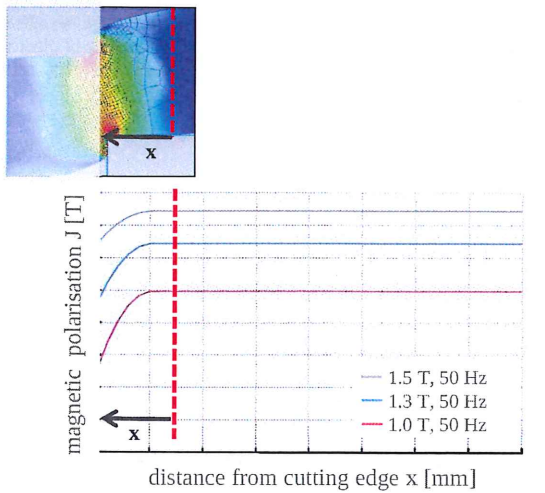 x
magnetic polarisation J [T]
1.5 T, 50 Hz
1.3 T, 50 Hz
1.0 T, 50 Hz
x
distance from cutting edge x [mm]